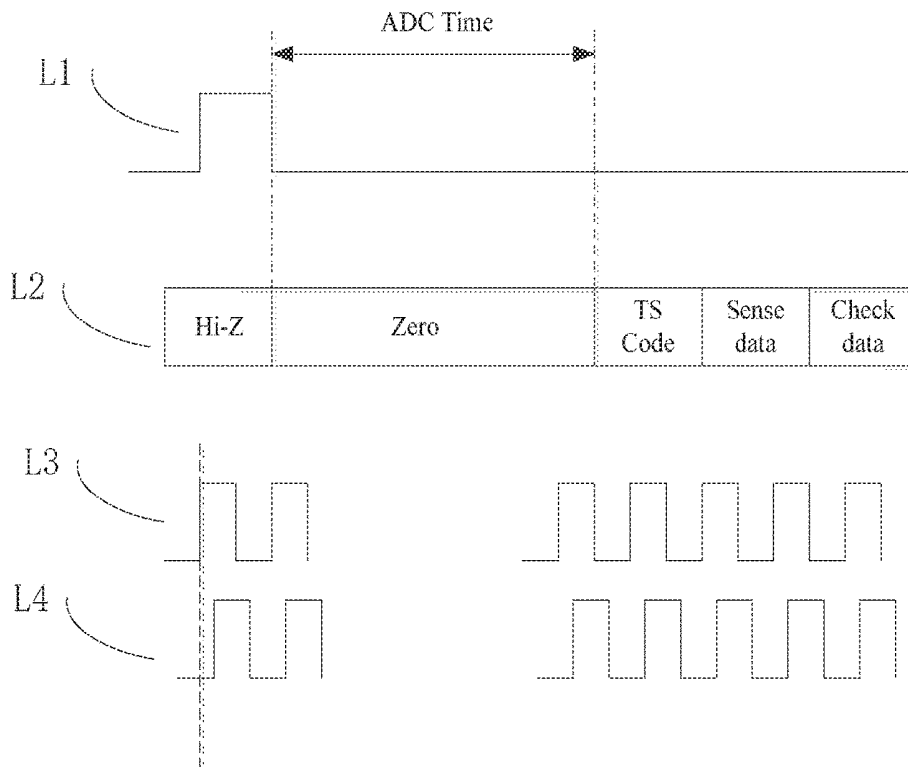 ADC Time
L1
L2
Hi-Z
Zero
TS
Code
Sense
data
Check
data
L3
L4